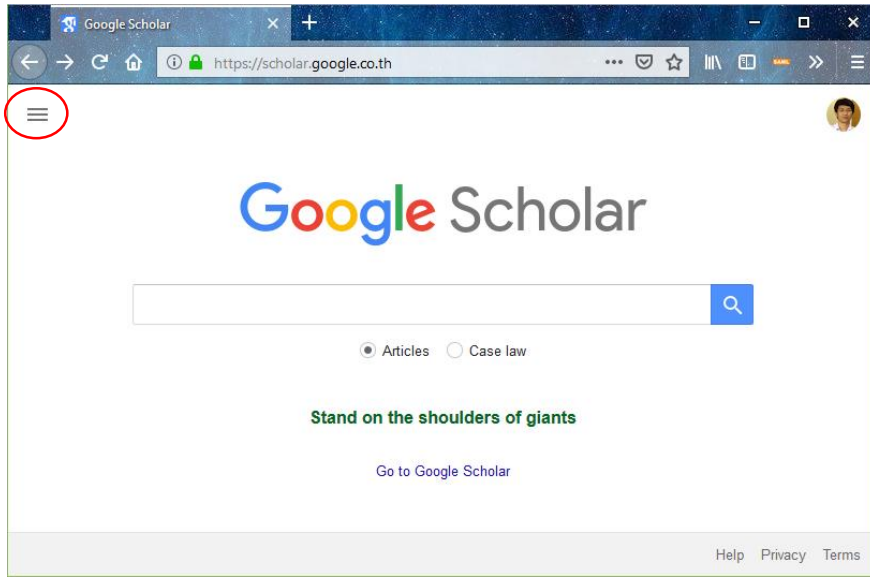 Google Scholar
https://scholar.google.co.th
Google Scholar
Articles Case law
Stand on the shoulders of giants
Go to Google Scholar
Help Privacy Terms